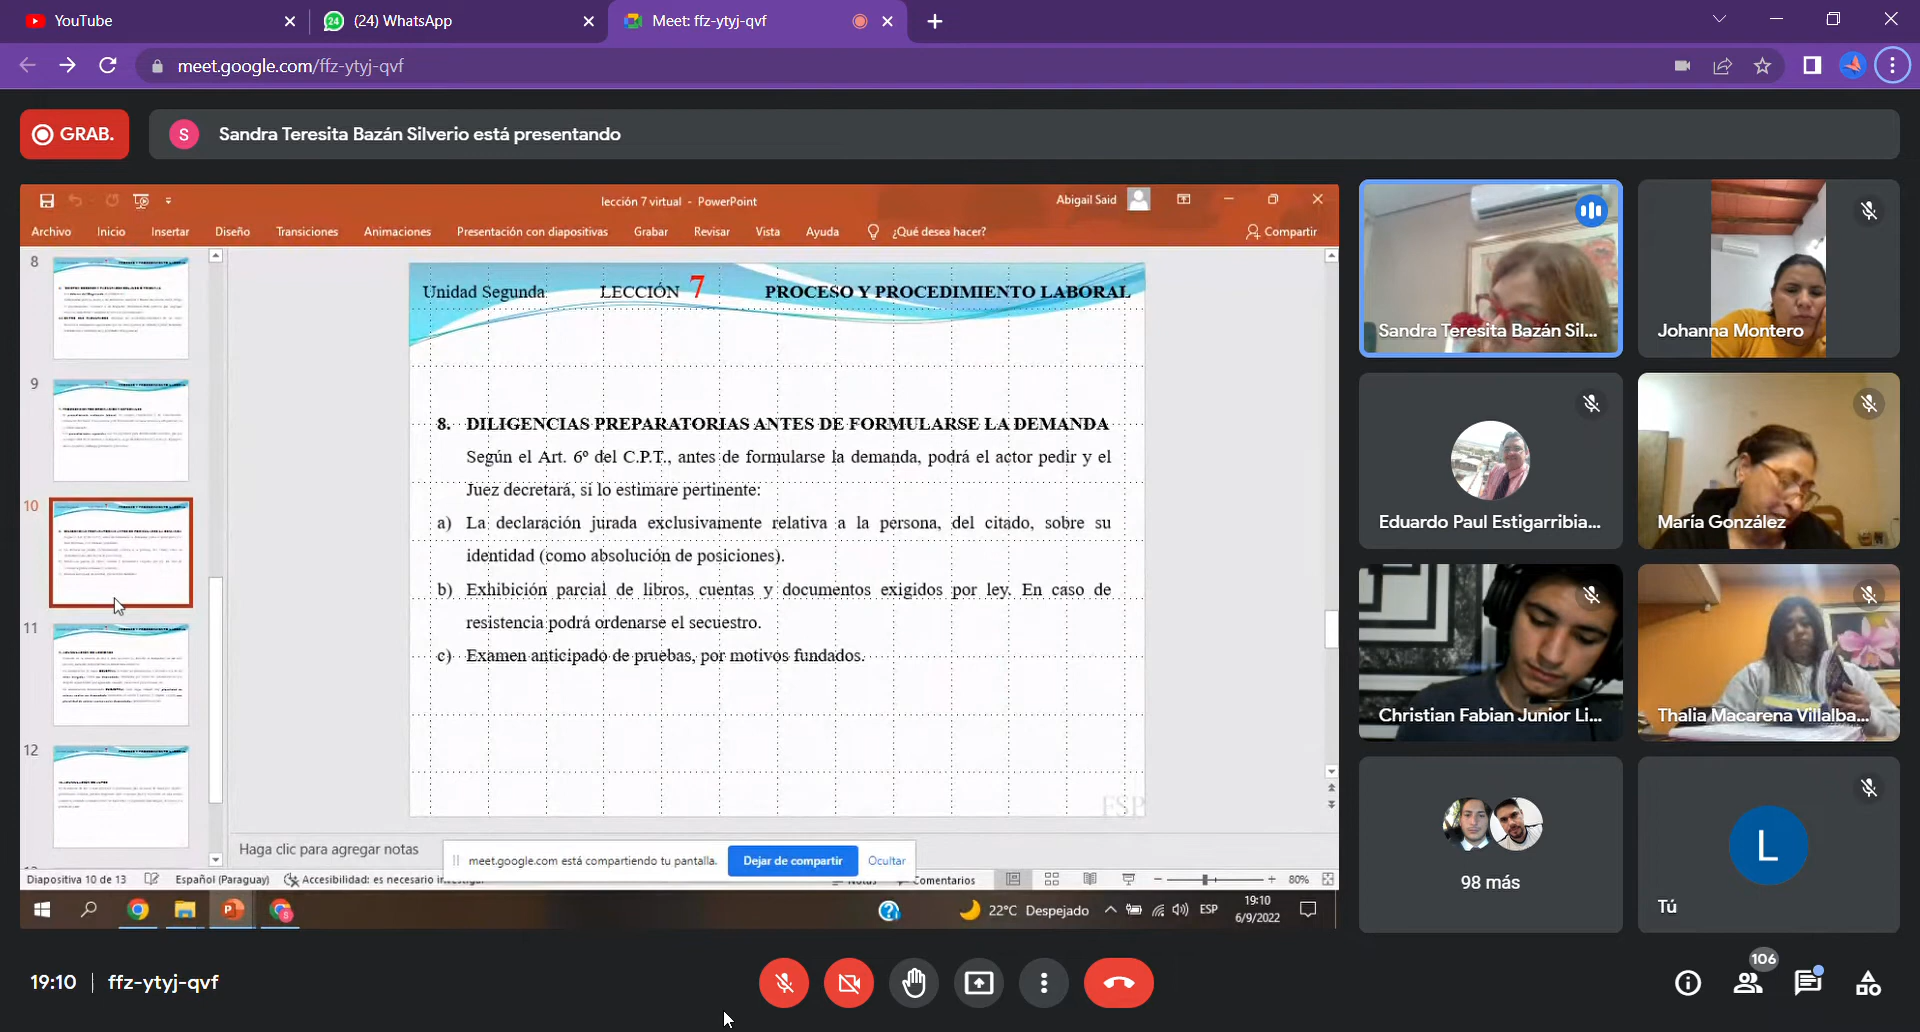 YouTube
(24) WhatsApp
Meet: ffz-ytyj-qvf
meet.google.com/ffz-ytyj-qvf
GRAB.
S
Sandra Teresita Bazán Silverio está presentando
lección 7 virtual - PowerPoint
Abigail Said
Archivo Inicio Insertar Diseño Transiciones Animaciones Presentación con diapositivas Grabar Revisar Vista Ayuda ¿Qué desea hacer? Compartir
8
9
10
11
12
Unidad Segunda LECCIÓN 7 PROCESO Y PROCEDIMIENTO LABORAL
8. DILIGENCIAS PREPARATORIAS ANTES DE FORMULARSE LA DEMANDA
Según el Art. 6º del C.P.T., antes de formularse la demanda, podrá el actor pedir y el
Juez decretará, si lo estimare pertinente:
a) La declaración jurada exclusivamente relativa a la persona, del citado, sobre su
identidad (como absolución de posiciones).
b) Exhibición parcial de libros, cuentas y documentos exigidos por ley. En caso de
resistencia podrá ordenarse el secuestro.
c) Examen anticipado de pruebas, por motivos fundados.
ESP
Haga clic para agregar notas
meet.google.com está compartiendo tu pantalla.
Dejar de compartir
Ocultar
Diapositiva 10 de 13 Español (Paraguay) Accesibilidad: es necesario 80%
22°C Despejado ESP
19:10
6/9/2022
Sandra Teresita Bazán Sil...
Johanna Montero
Eduardo Paul Estigarribia...
María González
Christian Fabian Junior Li...
Thalia Macarena Villalba...
98 más
L
Tú
19:10 | ffz-ytyj-qvf
106